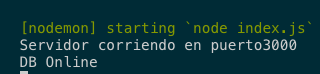 [nodemon] starting `node index.js`
Servidor corriendo en puerto3000
DB Online